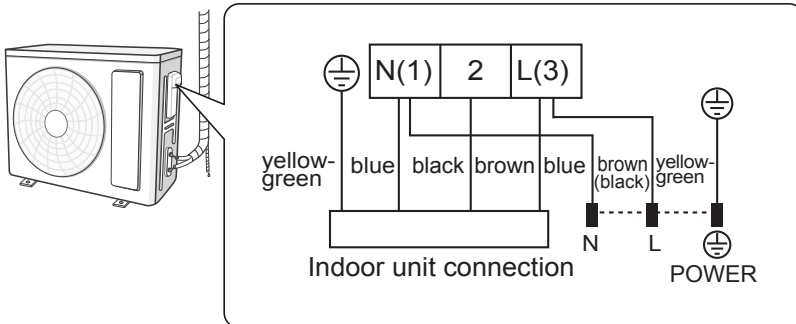 N(1) 2 L(3)
yellow-
green
blue
black
brown
blue
brown
(black)
yellow-
green
N
L
Indoor unit connection
POWER